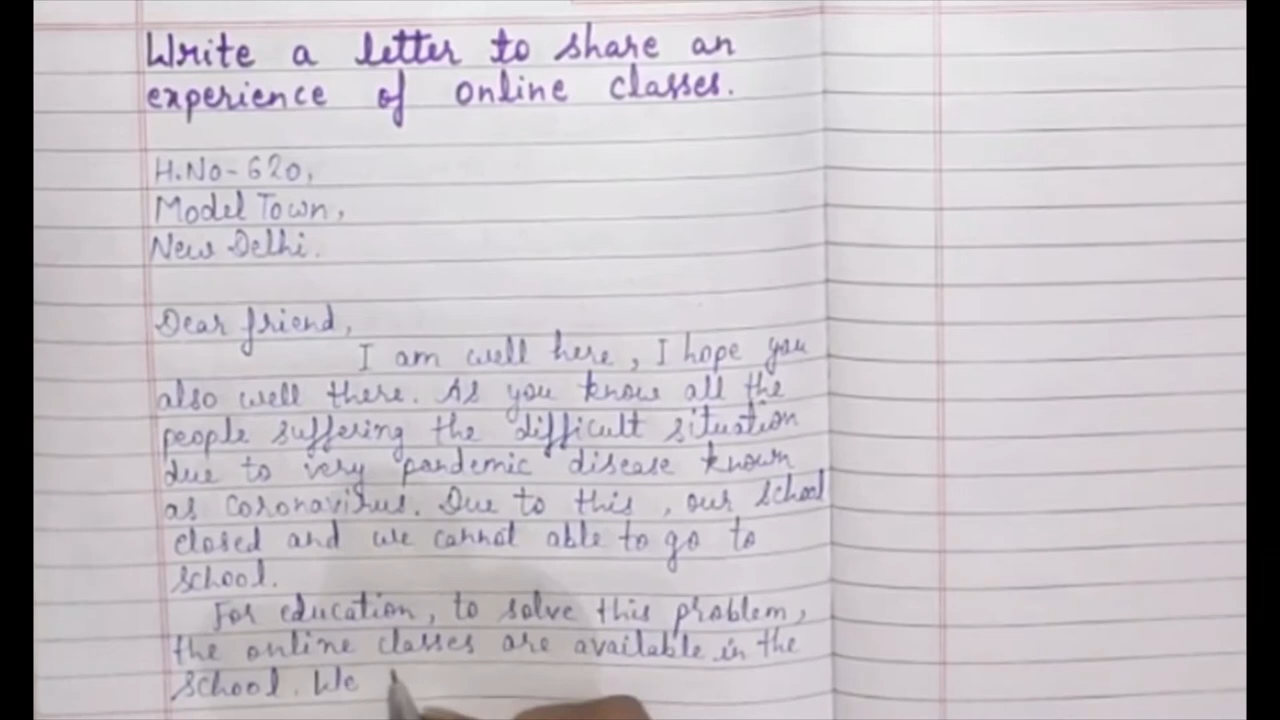 Write a letter to share an
experience of online classes.
H.No-620,
Model Town,
New Delhi.
Dear friend,
I am well here, I hope you
also well there. As you know all the
people suffering the difficult situation
due to very pandemic disease known
as coronavirus. Due to this, our school
closed and we cannot able to go to
school.
For education, to solve this problem,
the online classes are available in the
school. We